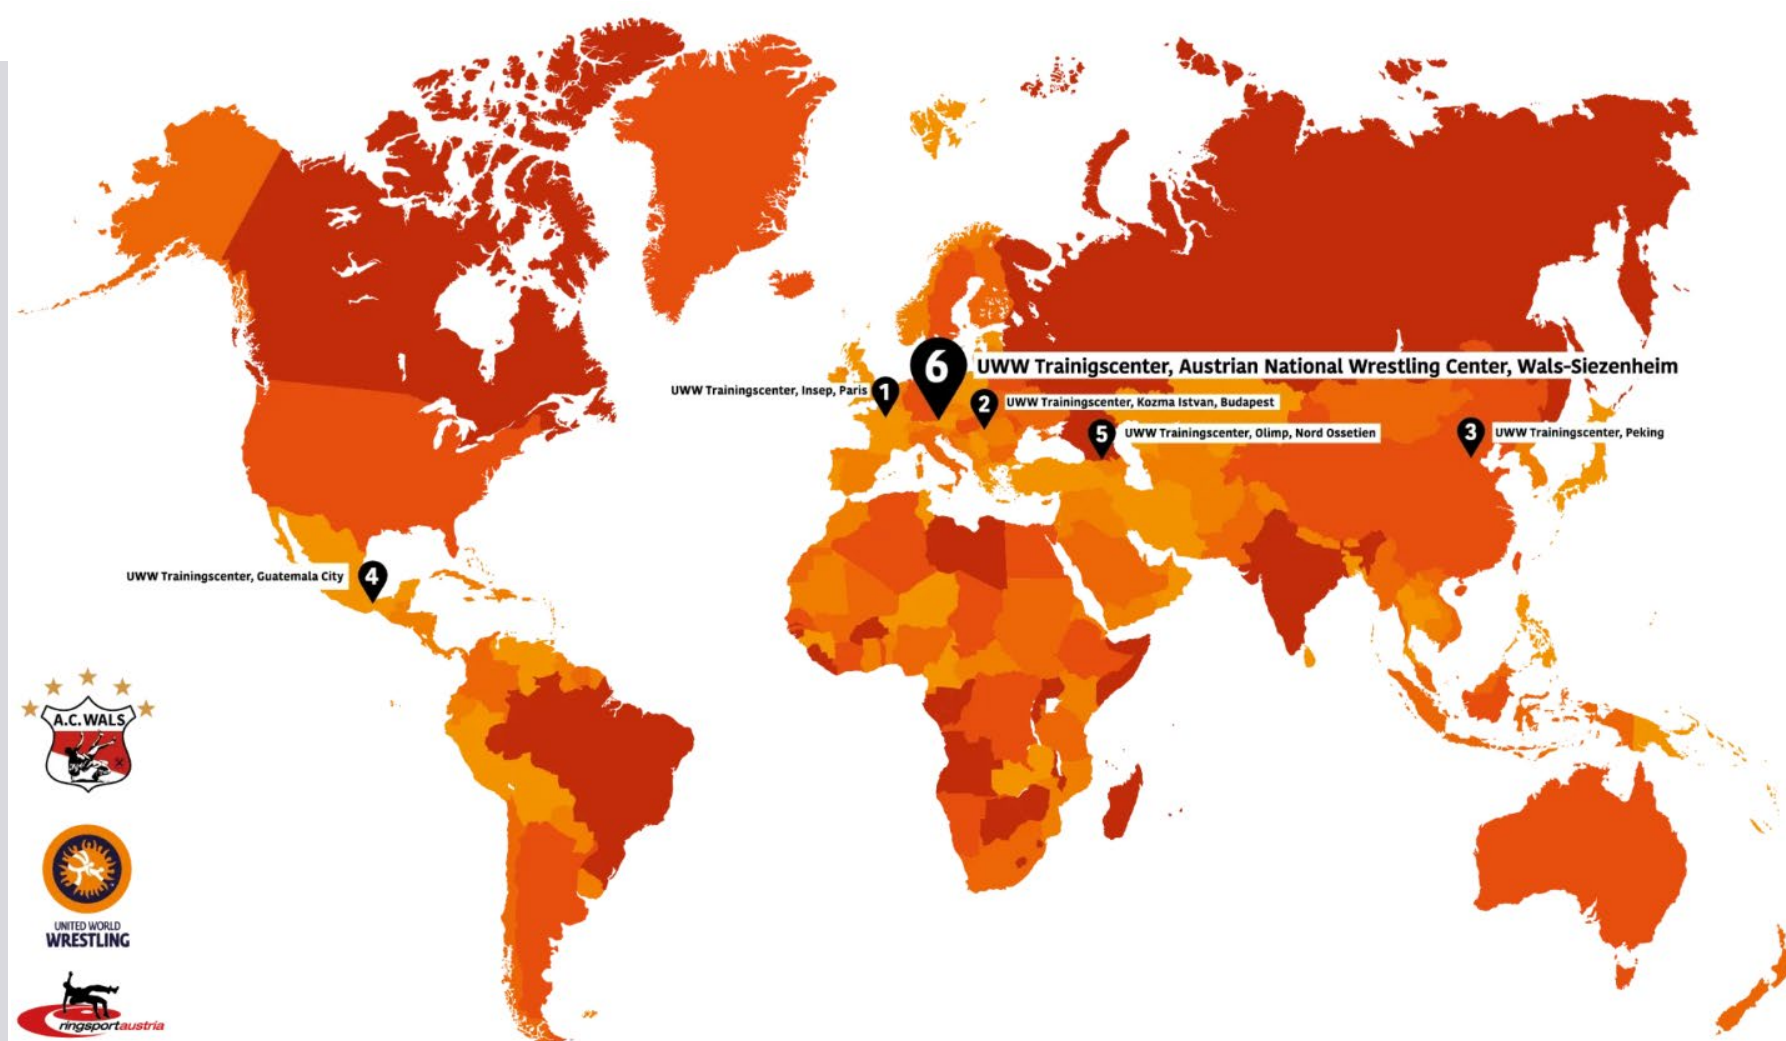 6
UWW Trainigscenter, Austrian National Wrestling Center, Wals-Siezenheim
UWW Trainingscenter, Insep, Paris
1
2
UWW Trainingscenter, Kozma Istvan, Budapest
5
UWW Trainingscenter, Olimp, Nord Ossetien
3
UWW Trainingscenter, Peking
UWW Trainingscenter, Guatemala City
4
A.C.WALS
UNITED WORLD
WRESTLING
ringsportaustria